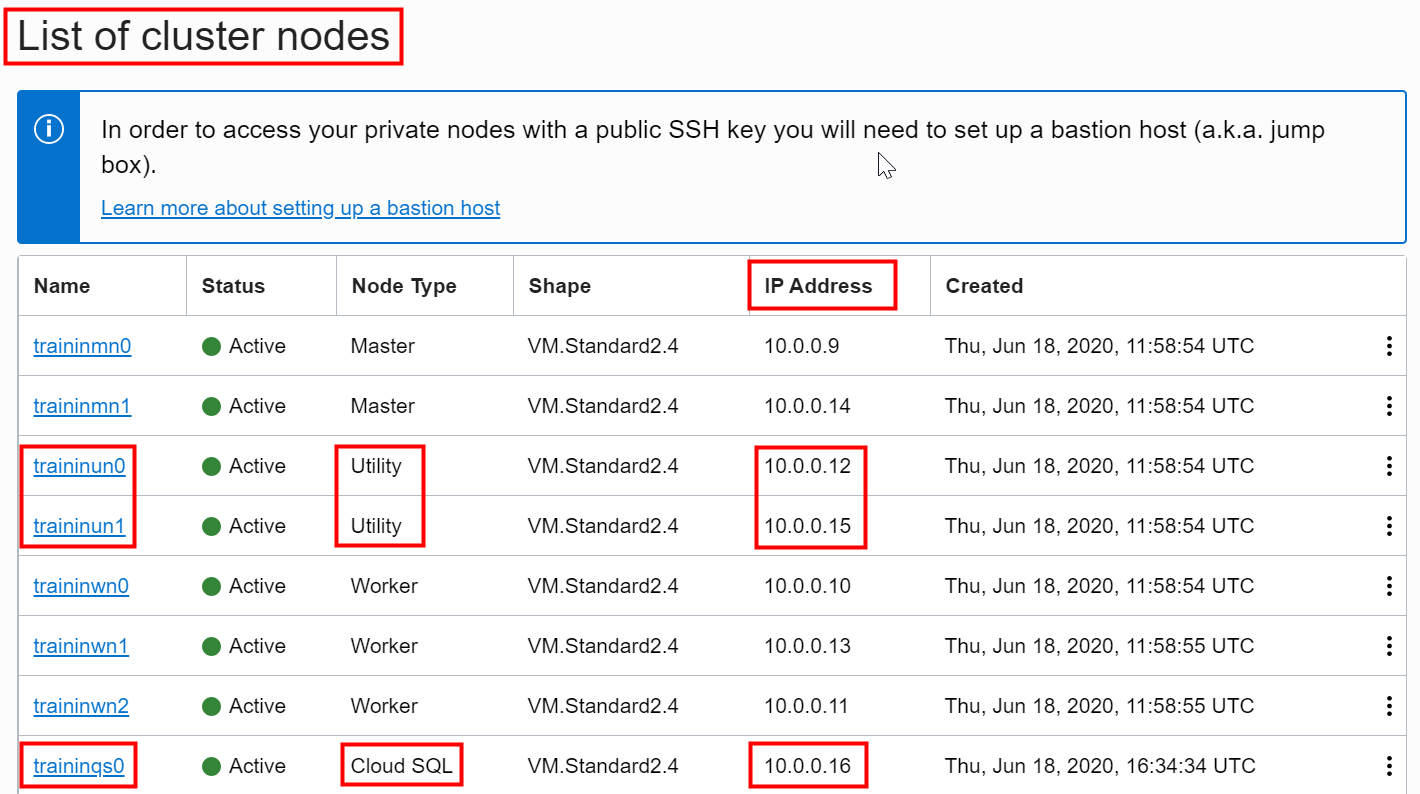 List of cluster nodes
In order to access your private nodes with a public SSH key you will need to set up a bastion host (a.k.a. jump
box).
Learn more about setting up a bastion host
Name Status Node Type Shape IP Address Created
traininmn0 Active Master VM.Standard2.4 10.0.0.9 Thu, Jun 18, 2020, 11:58:54 UTC
traininmn1 Active Master VM.Standard2.4 10.0.0.14 Thu, Jun 18, 2020, 11:58:54 UTC
traininun0 Active Utility VM.Standard2.4 10.0.0.12 Thu, Jun 18, 2020, 11:58:54 UTC
traininun1 Active Utility VM.Standard2.4 10.0.0.15 Thu, Jun 18, 2020, 11:58:54 UTC
traininwn0 Active Worker VM.Standard2.4 10.0.0.10 Thu, Jun 18, 2020, 11:58:54 UTC
traininwn1 Active Worker VM.Standard2.4 10.0.0.13 Thu, Jun 18, 2020, 11:58:55 UTC
traininwn2 Active Worker VM.Standard2.4 10.0.0.11 Thu, Jun 18, 2020, 11:58:55 UTC
traininqs0 Active Cloud SQL VM.Standard2.4 10.0.0.16 Thu, Jun 18, 2020, 16:34:34 UTC